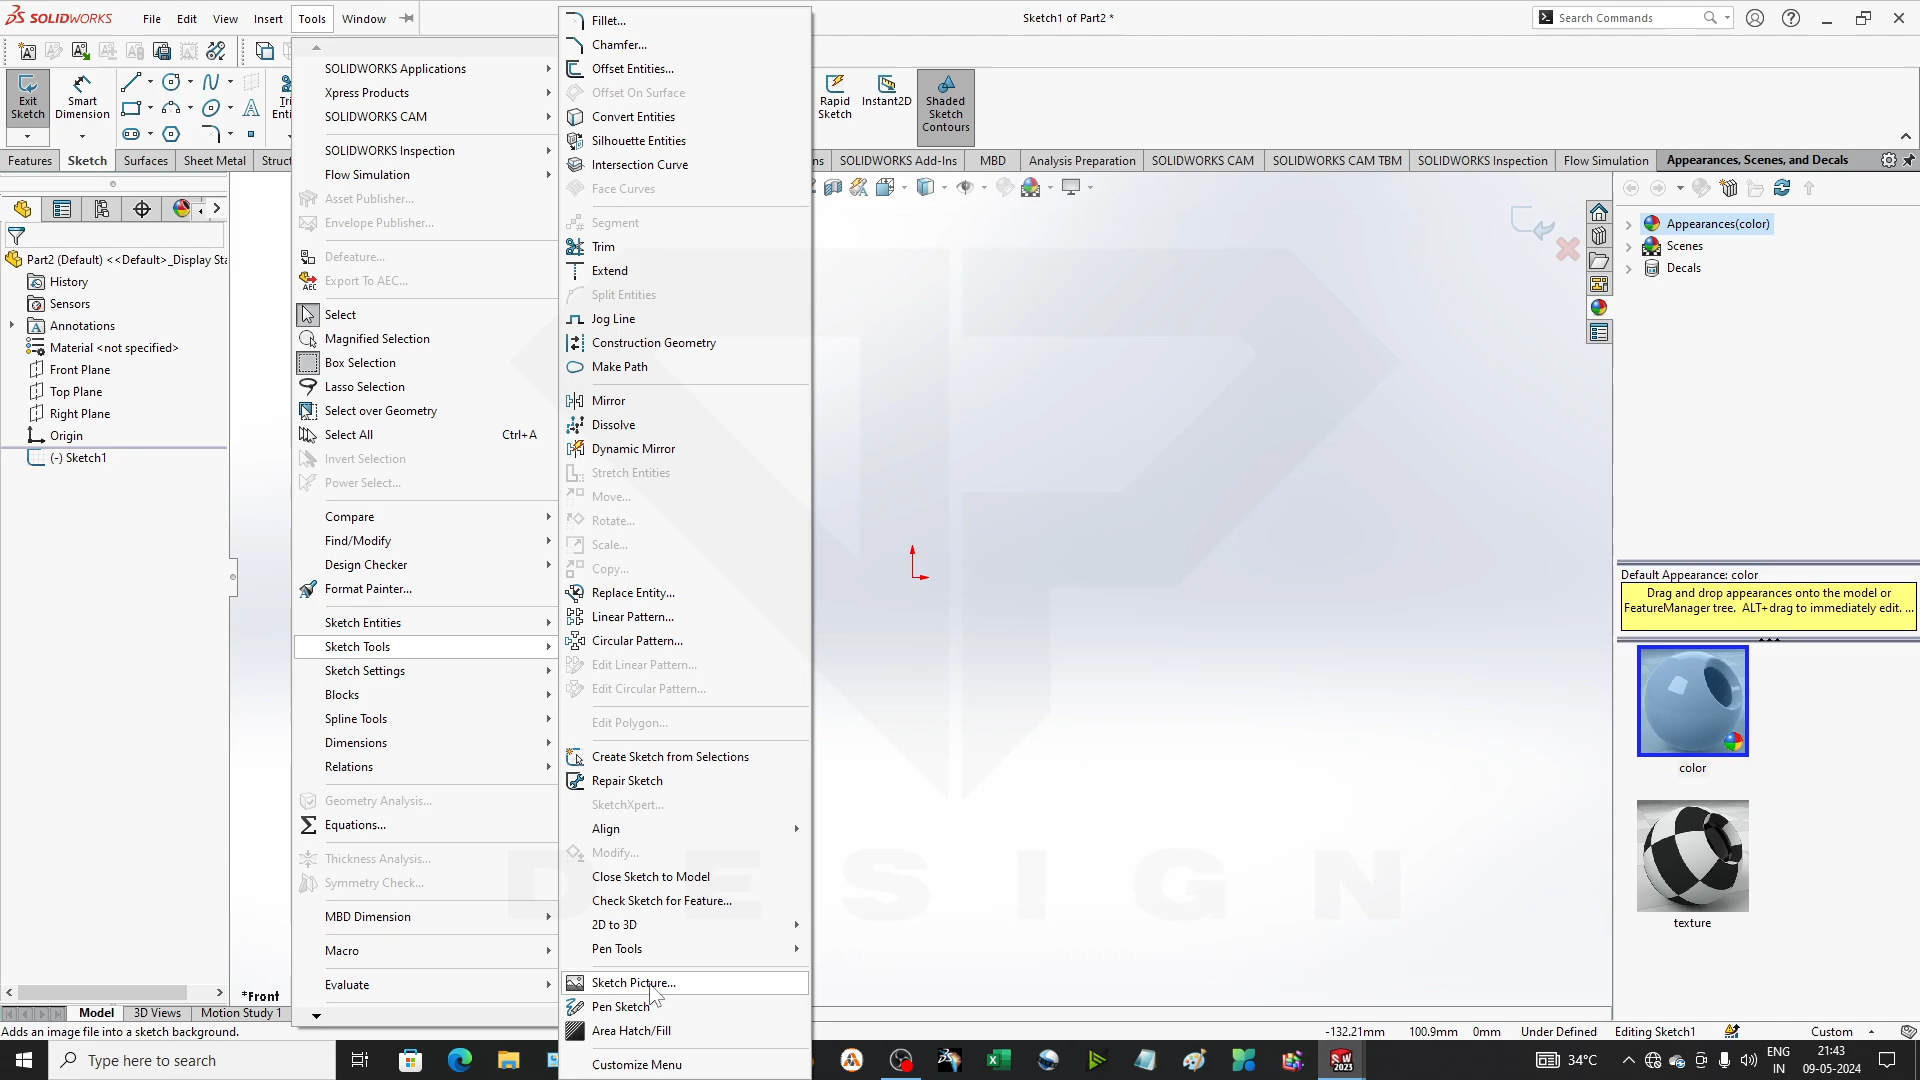 SOLIDWORKS
File Edit View Insert Tools Window
Sketch1 of Part2 *
Search Commands
Exit Sketch
Smart Dimension
Rapid Sketch
Instant2D
Shaded Sketch Contours
Features Sketch Surfaces Sheet Metal
SOLIDWORKS Add-Ins MBD Analysis Preparation SOLIDWORKS CAM SOLIDWORKS CAM TBM SOLIDWORKS Inspection Flow Simulation
Appearances, Scenes, and Decals
Part2 (Default) <<Default>_Display Sta
History
Sensors
Annotations
Material <not specified>
Front Plane
Top Plane
Right Plane
Origin
(-) Sketch1
SOLIDWORKS Applications
Xpress Products
SOLIDWORKS CAM
SOLIDWORKS Inspection
Flow Simulation
Asset Publisher...
Envelope Publisher...
Defeature...
Export To AEC...
Select
Magnified Selection
Box Selection
Lasso Selection
Select over Geometry
Select All Ctrl+A
Invert Selection
Power Select...
Compare
Find/Modify
Design Checker
Format Painter...
Sketch Entities
Sketch Tools
Sketch Settings
Blocks
Spline Tools
Dimensions
Relations
Geometry Analysis...
Equations...
Thickness Analysis...
Symmetry Check...
MBD Dimension
Macro
Evaluate
Fillet...
Chamfer...
Offset Entities...
Offset On Surface
Convert Entities
Silhouette Entities
Intersection Curve
Face Curves
Segment
Trim
Extend
Split Entities
Jog Line
Construction Geometry
Make Path
Mirror
Dissolve
Dynamic Mirror
Stretch Entities
Move...
Rotate...
Scale...
Copy...
Replace Entity...
Linear Pattern...
Circular Pattern...
Edit Linear Pattern...
Edit Circular Pattern...
Edit Polygon...
Create Sketch from Selections
Repair Sketch
SketchXpert...
Align
Modify...
Close Sketch to Model
Check Sketch for Feature...
2D to 3D
Pen Tools
Sketch Picture...
Pen Sketch
Area Hatch/Fill
Customize Menu
DESIGN
Appearances(color)
Scenes
Decals
Default Appearance: color
Drag and drop appearances onto the model or
FeatureManager tree. ALT+drag to immediately edit. ...
color
texture
*Front
Model 3D Views Motion Study 1
Adds an image file into a sketch background.
-132.21mm 100.9mm 0mm Under Defined Editing Sketch1 Custom
Type here to search
34°C
ENG
IN
21:43
09-05-2024